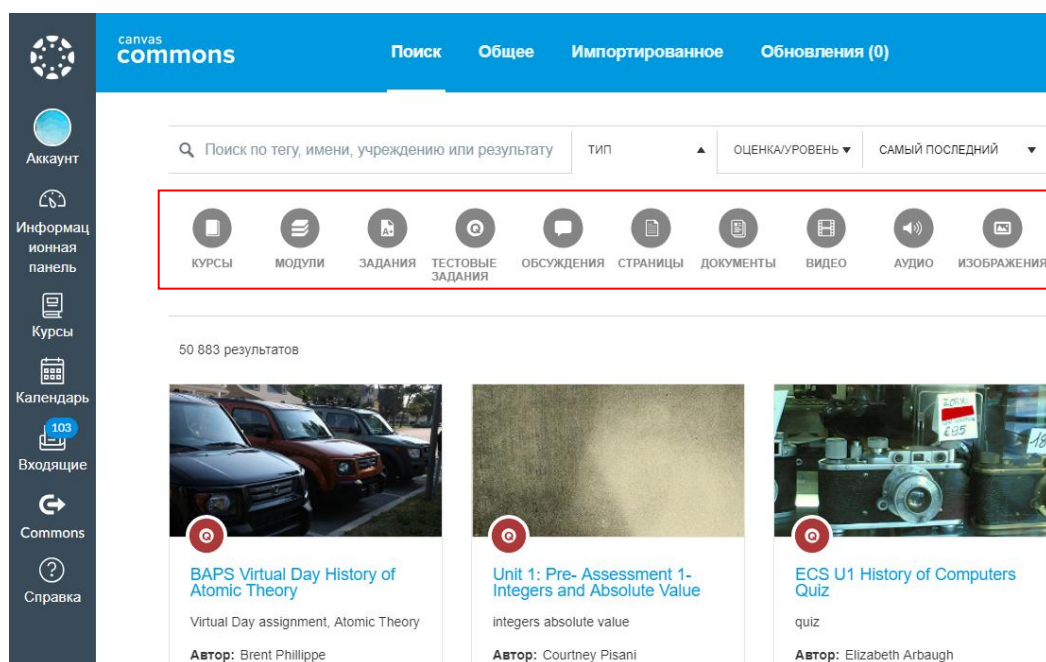 canvas
commons
Поиск Общее Импортированное Обновления (0)
Аккаунт
Информац
ионная
панель
Курсы
Календарь
103
Входящие
Commons
Справка
Поиск по тегу, имени, учреждению или результату ТИП ОЦЕНКА/УРОВЕНЬ САМЫЙ ПОСЛЕДНИЙ
КУРСЫ МОДУЛИ ЗАДАНИЯ ТЕСТОВЫЕ ОБСУЖДЕНИЯ СТРАНИЦЫ ДОКУМЕНТЫ ВИДЕО АУДИО ИЗОБРАЖЕНИЯ
ЗАДАНИЯ
50 883 результатов
BAPS Virtual Day History of
Atomic Theory
Virtual Day assignment, Atomic Theory
Автор: Brent Phillippe
Unit 1: Pre- Assessment 1-
Integers and Absolute Value
integers absolute value
Автор: Courtney Pisani
€85
ECS U1 History of Computers
Quiz
quiz
Автор: Elizabeth Arbaugh